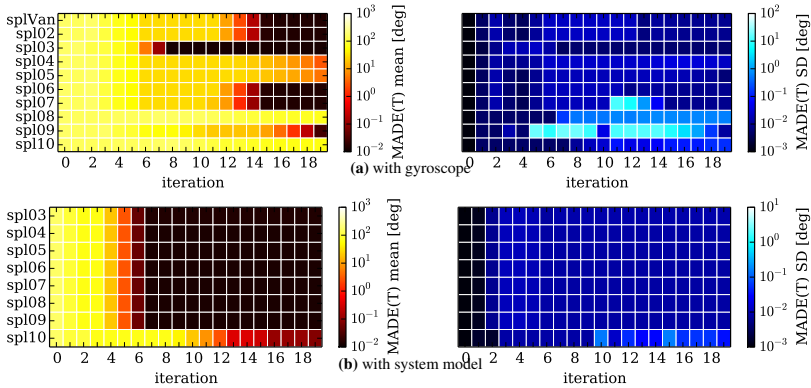 splVan
spl02
spl03
spl04
spl05
spl06
spl07
spl08
spl09
spl10
0 2 4 6 8 10 12 14 16 18
iteration
10^3
10^2
10^1
10^0
10^-1
10^-2
MADE(T) mean [deg]
0 2 4 6 8 10 12 14 16 18
iteration
10^2
10^1
10^0
10^-1
10^-2
10^-3
MADE(T) SD [deg]
(a) with gyroscope
spl03
spl04
spl05
spl06
spl07
spl08
spl09
spl10
0 2 4 6 8 10 12 14 16 18
iteration
10^3
10^2
10^1
10^0
10^-1
10^-2
MADE(T) mean [deg]
0 2 4 6 8 10 12 14 16 18
iteration
10^1
10^0
10^-1
10^-2
10^-3
MADE(T) SD [deg]
(b) with system model